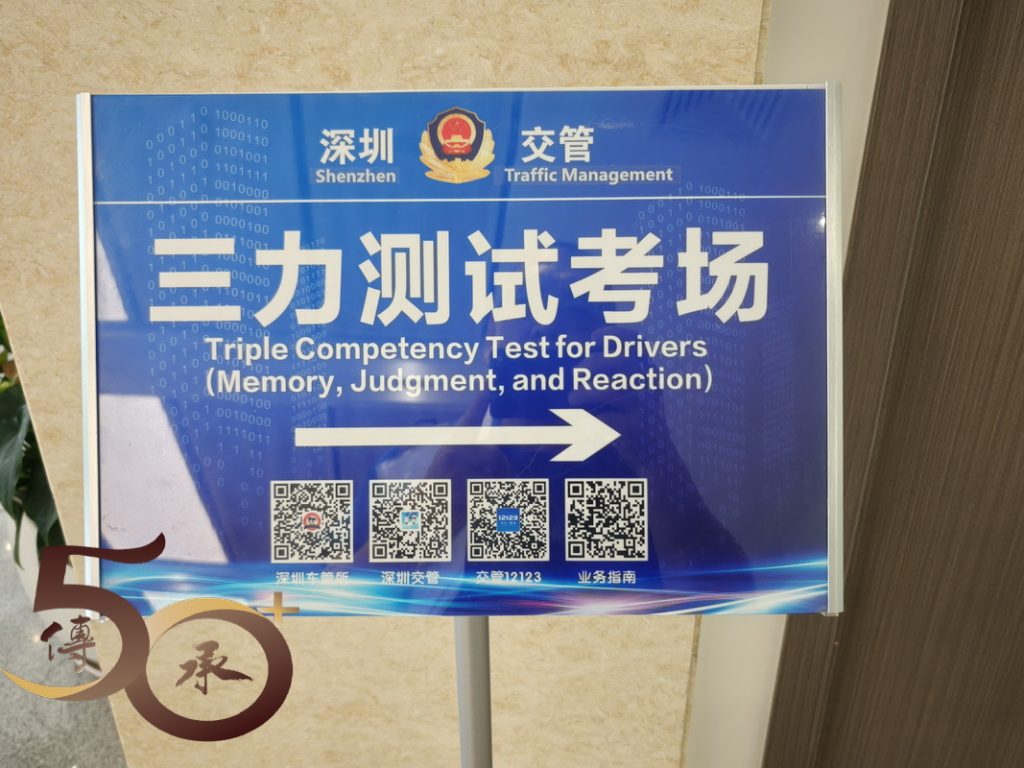 深圳 交管
Shenzhen Traffic Management
三力测试考场
Triple Competency Test for Drivers
(Memory, Judgment, and Reaction)
12123
深圳车管所 深圳交管 交管12123 业务指南
50+
傳承